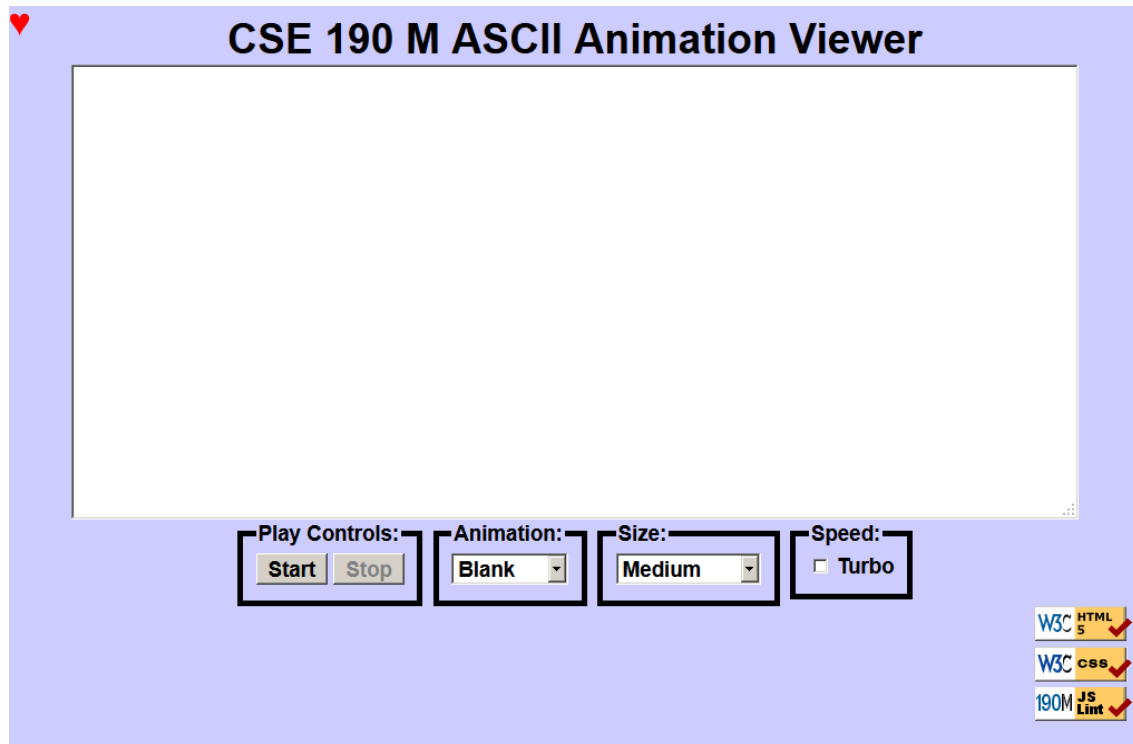 CSE 190 M ASCII Animation Viewer
Play Controls: Animation: Size: Speed:
Start Stop Blank Medium Turbo
W3C HTML 5
W3C css
190M JS Lint